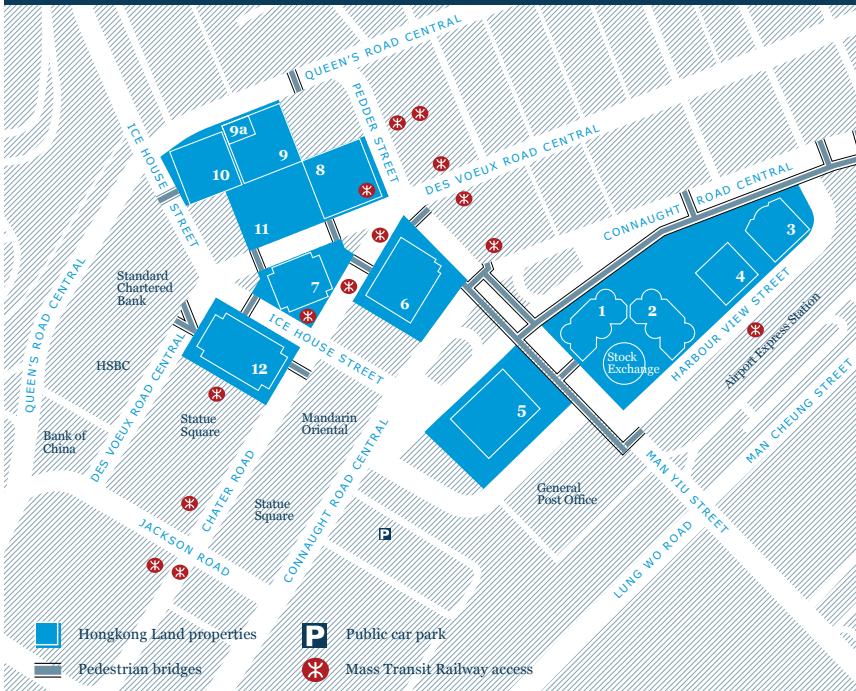 QUEEN'S ROAD CENTRAL
PEDDER STREET
ICE HOUSE STREET
9a
9
10
8
11
DES VOEUX ROAD CENTRAL
CONNAUGHT ROAD CENTRAL
3
4
7
6
1
2
Stock
Exchange
HARBOUR VIEW STREET
Airport Express Station
Standard
Chartered
Bank
ICE HOUSE STREET
12
HSBC
QUEEN'S ROAD CENTRAL
DES VOEUX ROAD CENTRAL
Statue
Square
Mandarin
Oriental
5
MAN CHEUNG STREET
Bank of
China
CHATER ROAD
CONNAUGHT ROAD CENTRAL
General
Post Office
MAN YIU STREET
Statue
Square
JACKSON ROAD
P
LUNG WO ROAD
Hongkong Land properties
P
Public car park
Pedestrian bridges
Mass Transit Railway access